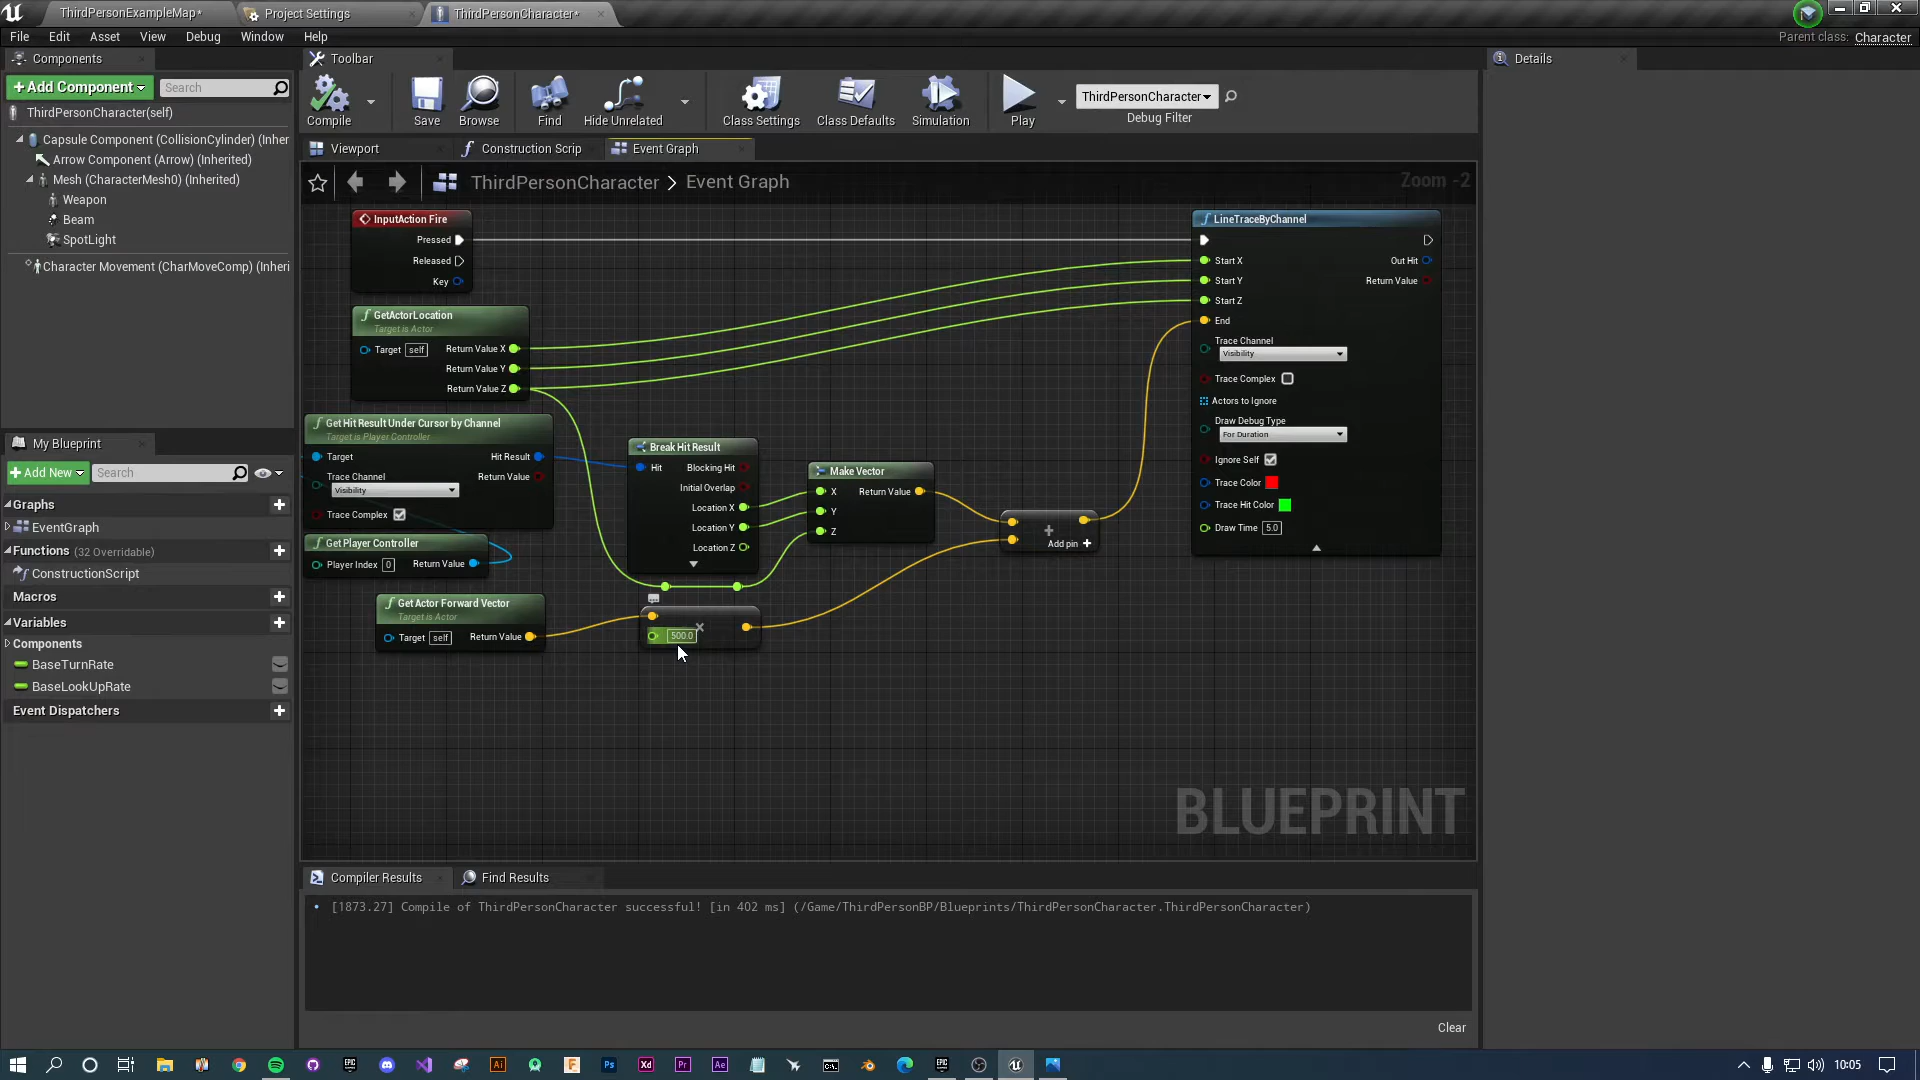 ThirdPersonExampleMap*
Project Settings
ThirdPersonCharacter*
File Edit Asset View Debug Window Help
Parent class: Character
Components
Toolbar
Details
+ Add Component
Search
ThirdPersonCharacter(self)
Capsule Component (CollisionCylinder) (Inher
Arrow Component (Arrow) (Inherited)
Mesh (CharacterMesh0) (Inherited)
Weapon
Beam
SpotLight
Character Movement (CharMoveComp) (Inheri
Compile
Save
Browse
Find
Hide Unrelated
Class Settings
Class Defaults
Simulation
Play
ThirdPersonCharacter
Debug Filter
Viewport
Construction Scrip
Event Graph
ThirdPersonCharacter > Event Graph
Zoom -2
InputAction Fire
Pressed
Released
Key
GetActorLocation
Target is Actor
Target self
Return Value X
Return Value Y
Return Value Z
Get Hit Result Under Cursor by Channel
Target is Player Controller
Target
Hit Result
Trace Channel
Visibility
Return Value
Trace Complex
Get Player Controller
Player Index 0
Return Value
Get Actor Forward Vector
Target is Actor
Target self
Return Value
Break Hit Result
Hit
Blocking Hit
Initial Overlap
Location X
Location Y
Location Z
500.0
Make Vector
X
Y
Z
Return Value
Add pin +
LineTraceByChannel
Start X
Start Y
Start Z
End
Out Hit
Return Value
Trace Channel
Visibility
Trace Complex
Actors to Ignore
Draw Debug Type
For Duration
Ignore Self
Trace Color
Trace Hit Color
Draw Time 5.0
BLUEPRINT
My Blueprint
+ Add New
Search
Graphs
EventGraph
Functions (32 Overridable)
ConstructionScript
Macros
Variables
Components
BaseTurnRate
BaseLookUpRate
Event Dispatchers
Compiler Results
Find Results
[1873.27] Compile of ThirdPersonCharacter successful! [in 402 ms] (/Game/ThirdPersonBP/Blueprints/ThirdPersonCharacter.ThirdPersonCharacter)
Clear
10:05